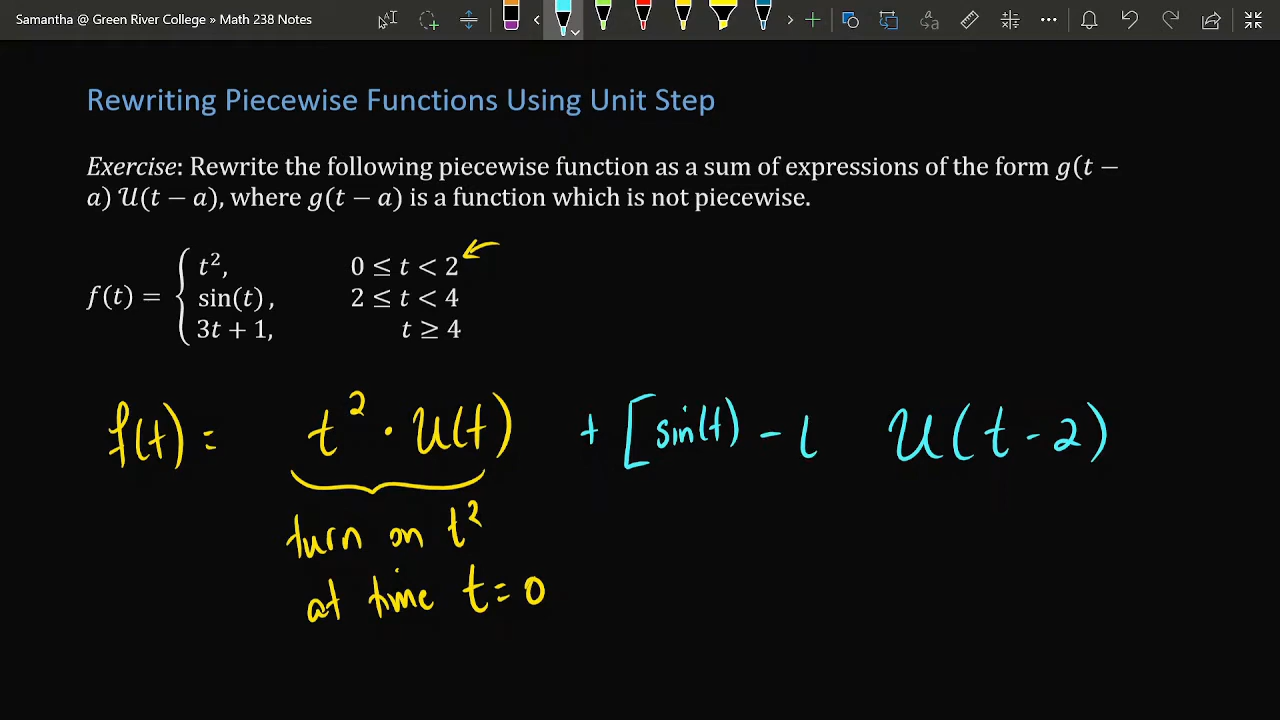 Samantha @ Green River College » Math 238 Notes
Rewriting Piecewise Functions Using Unit Step
Exercise: Rewrite the following piecewise function as a sum of expressions of the form g(t −
a) 𝒰(t − a), where g(t − a) is a function which is not piecewise.
t², 0 ≤ t < 2
f(t) = { sin(t), 2 ≤ t < 4
3t + 1, t ≥ 4
f(t) = t² · 𝒰(t) + [sin(t) − 𝒰(t − 2)
turn on t²
at time t = 0